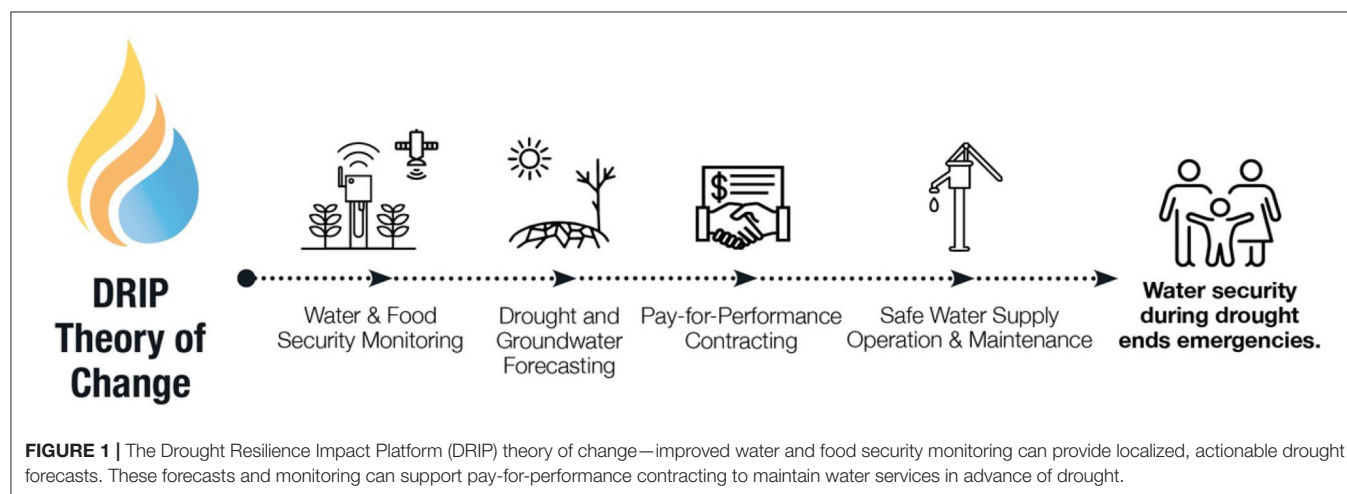 DRIP
Theory of
Change
Water & Food
Security Monitoring
Drought and
Groundwater
Forecasting
$
Pay-for-Performance
Contracting
Safe Water Supply
Operation & Maintenance
Water security
during drought
ends emergencies.
FIGURE 1 | The Drought Resilience Impact Platform (DRIP) theory of change—improved water and food security monitoring can provide localized, actionable drought
forecasts. These forecasts and monitoring can support pay-for-performance contracting to maintain water services in advance of drought.